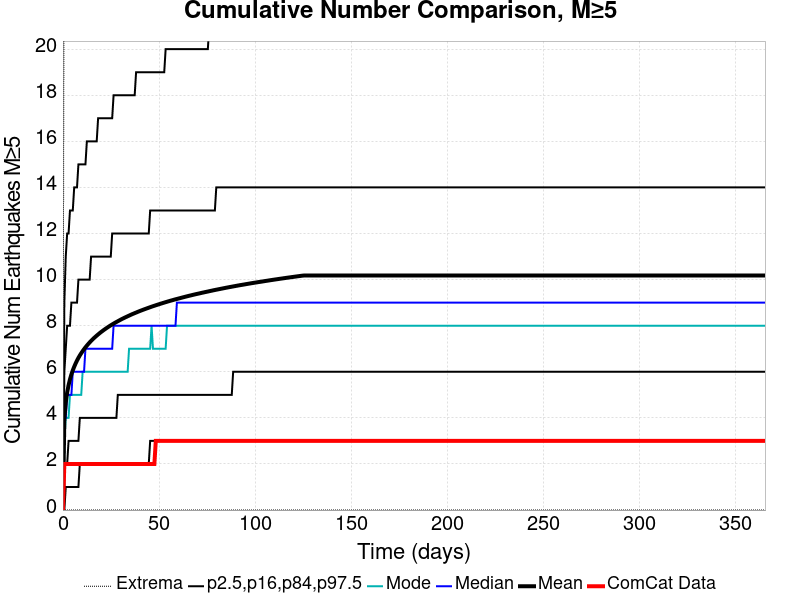 Cumulative Number Comparison, M≥5
Cumulative Num Earthquakes M≥5
20
18
16
14
12
10
8
6
4
2
0
0 50 100 150 200 250 300 350
Time (days)
Extrema p2.5,p16,p84,p97.5 Mode Median Mean ComCat Data